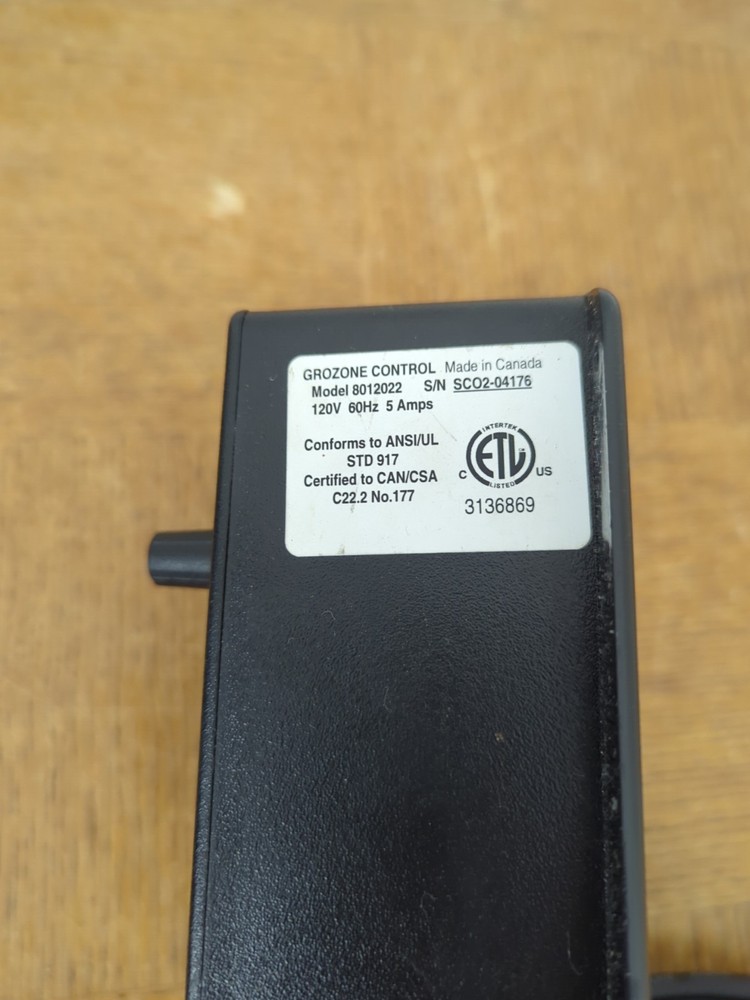 GROZONE CONTROL Made in Canada
Model 8012022 S/N SCO2-04176
120V 60Hz 5 Amps
Conforms to ANSI/UL
STD 917
Certified to CAN/CSA
C22.2 No.177
INTERTEK
C ETL US
LISTED
3136869